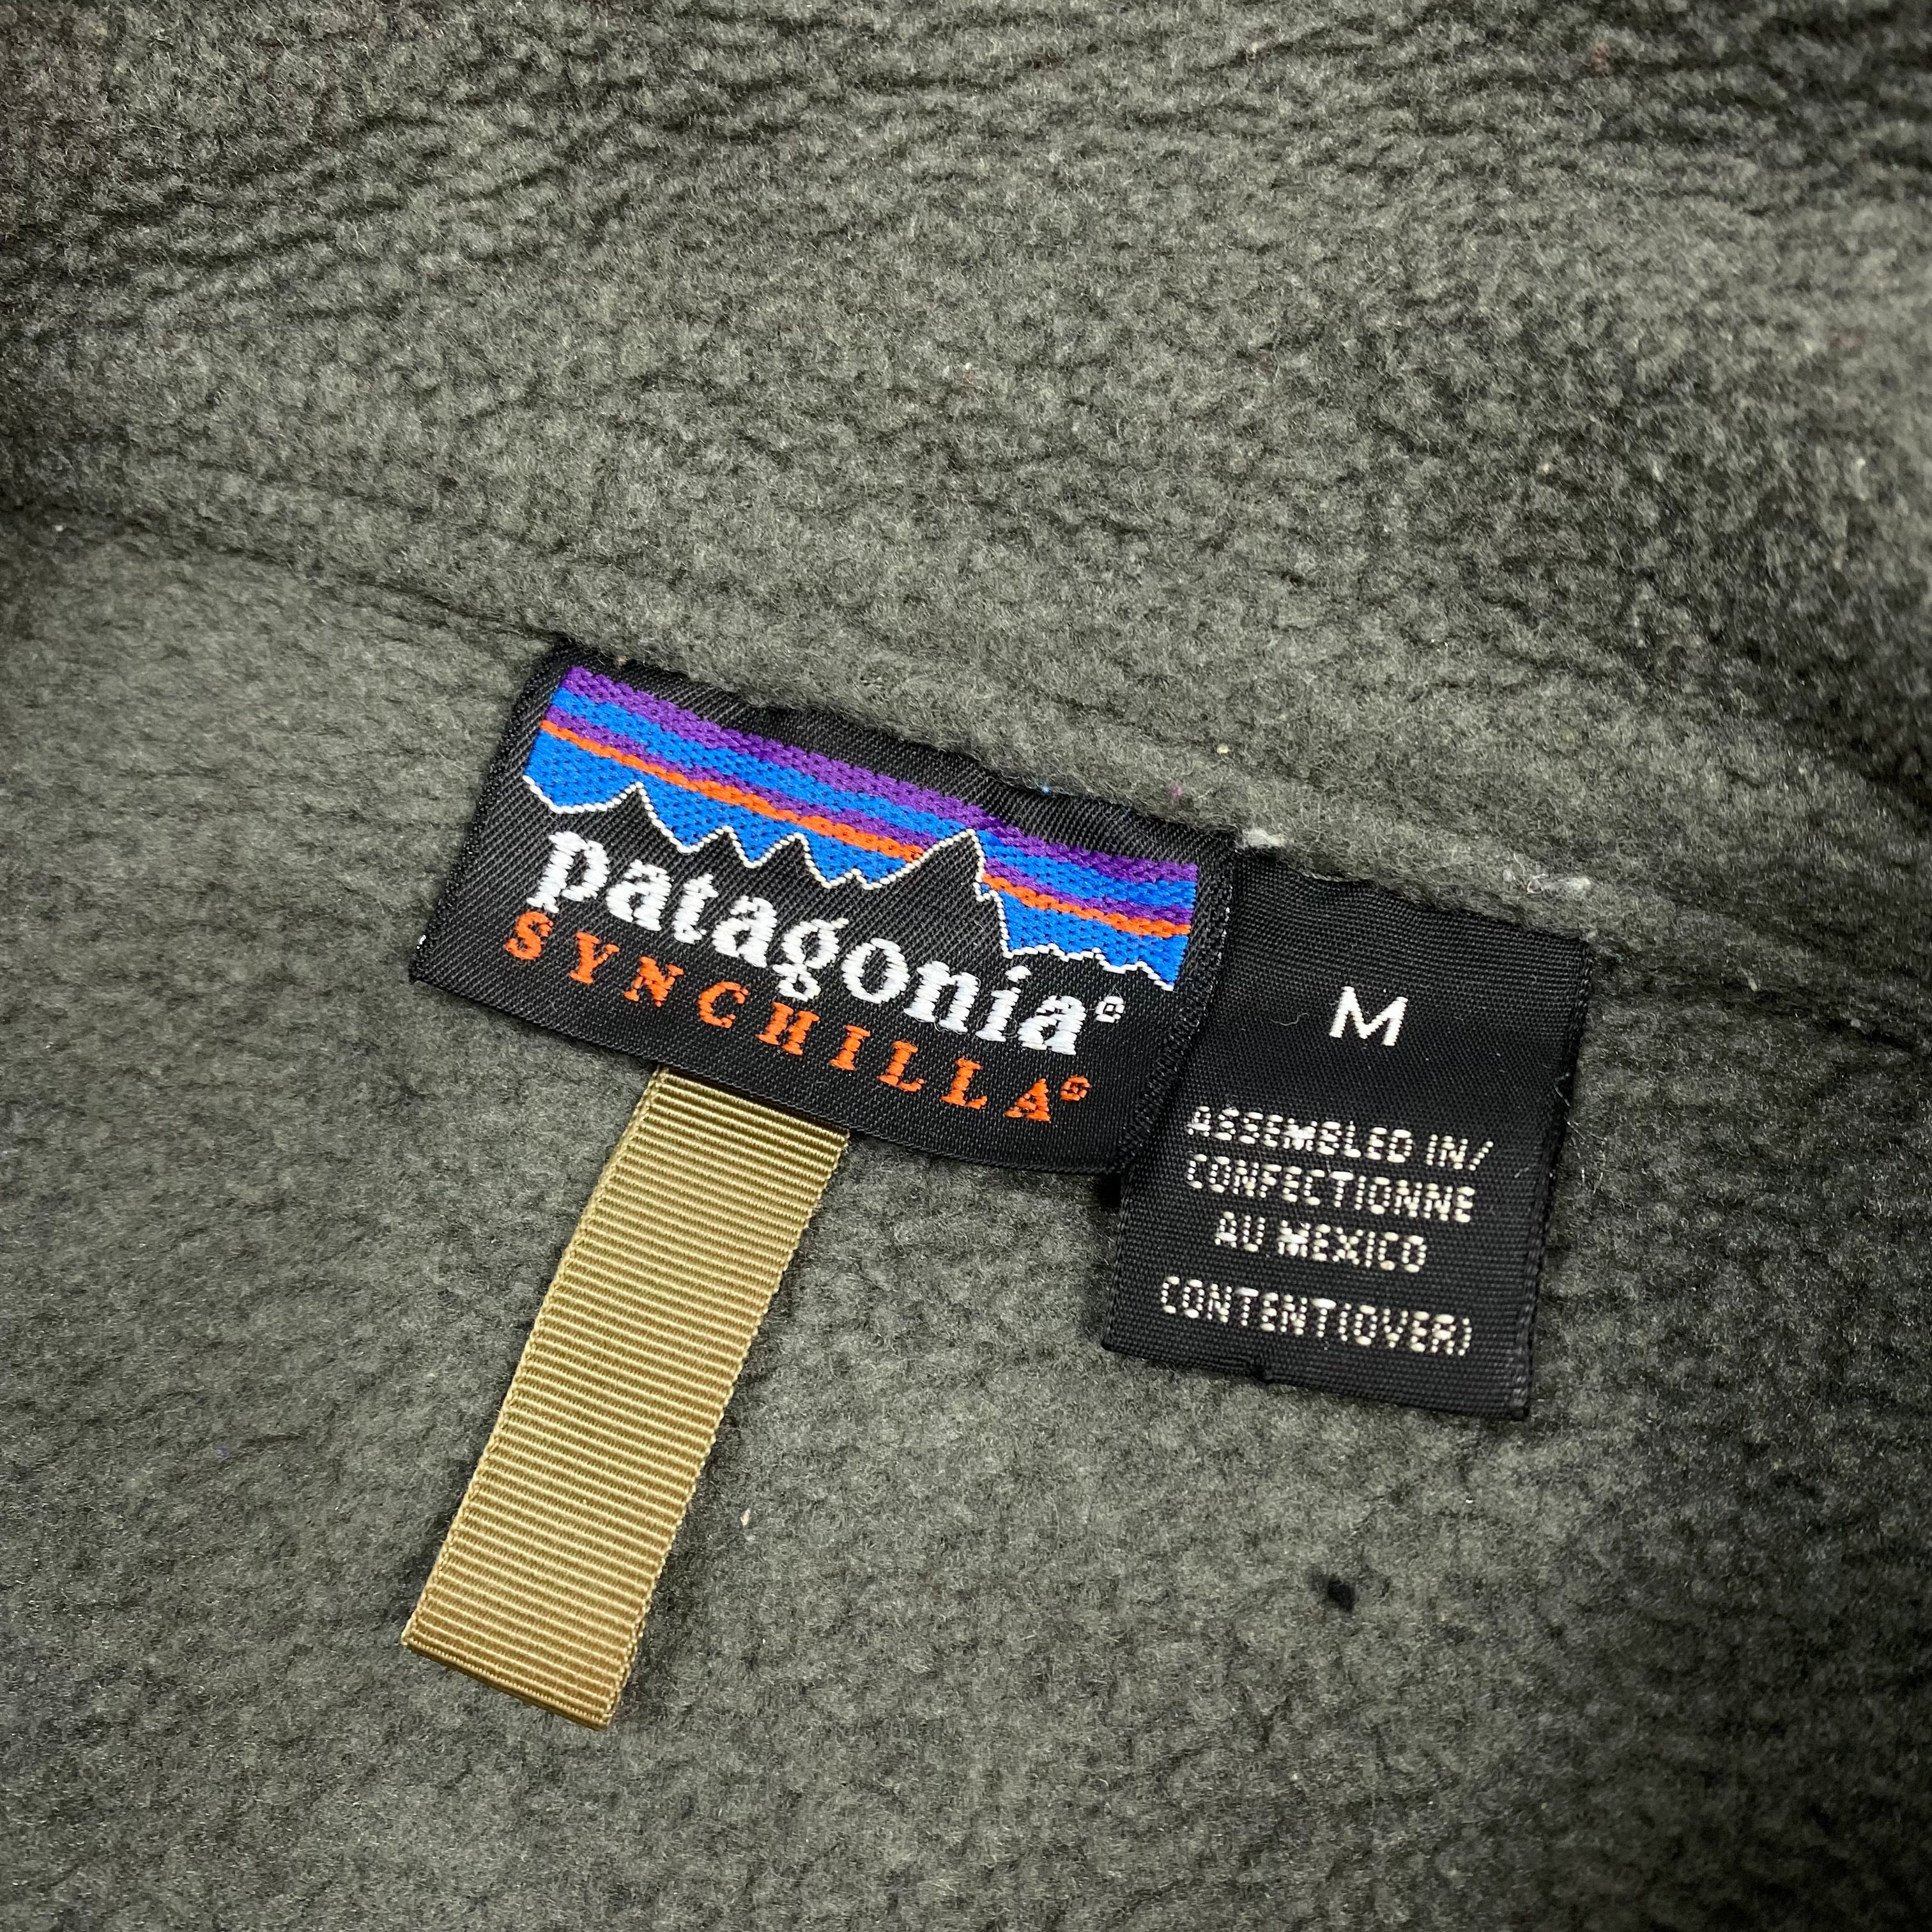 patagonia®
SYNCHILLA®
M
ASSEMBLED IN/
CONFECTIONNE
AU MEXICO
CONTENT(OVER)